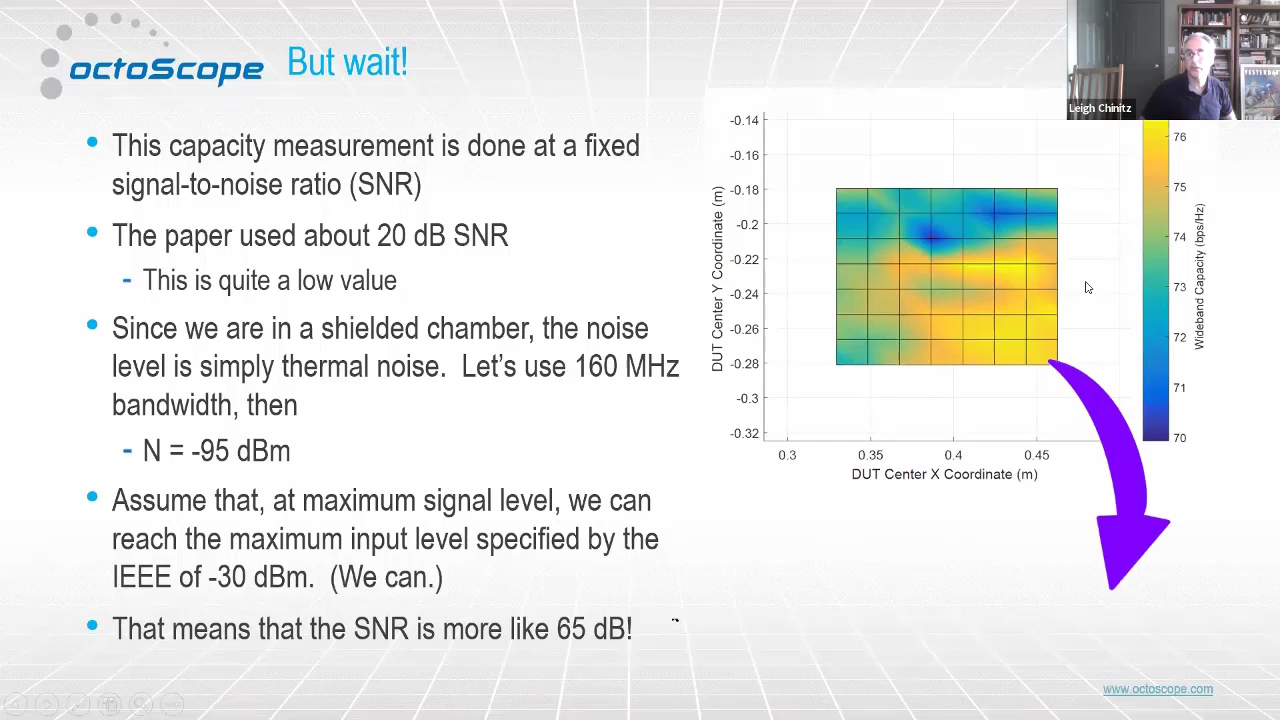 octoScope
But wait!
Leigh Chinitz
YESTERDAY
This capacity measurement is done at a fixed
signal-to-noise ratio (SNR)
The paper used about 20 dB SNR
- This is quite a low value
Since we are in a shielded chamber, the noise
level is simply thermal noise.  Let's use 160 MHz
bandwidth, then
- N = -95 dBm
Assume that, at maximum signal level, we can
reach the maximum input level specified by the
IEEE of -30 dBm.  (We can.)
That means that the SNR is more like 65 dB!
DUT Center Y Coordinate (m)
-0.14
-0.16
-0.18
-0.2
-0.22
-0.24
-0.26
-0.28
-0.3
-0.32
0.3
0.35
0.4
0.45
DUT Center X Coordinate (m)
76
75
74
73
72
71
70
Wideband Capacity (bps/Hz)
www.octoscope.com